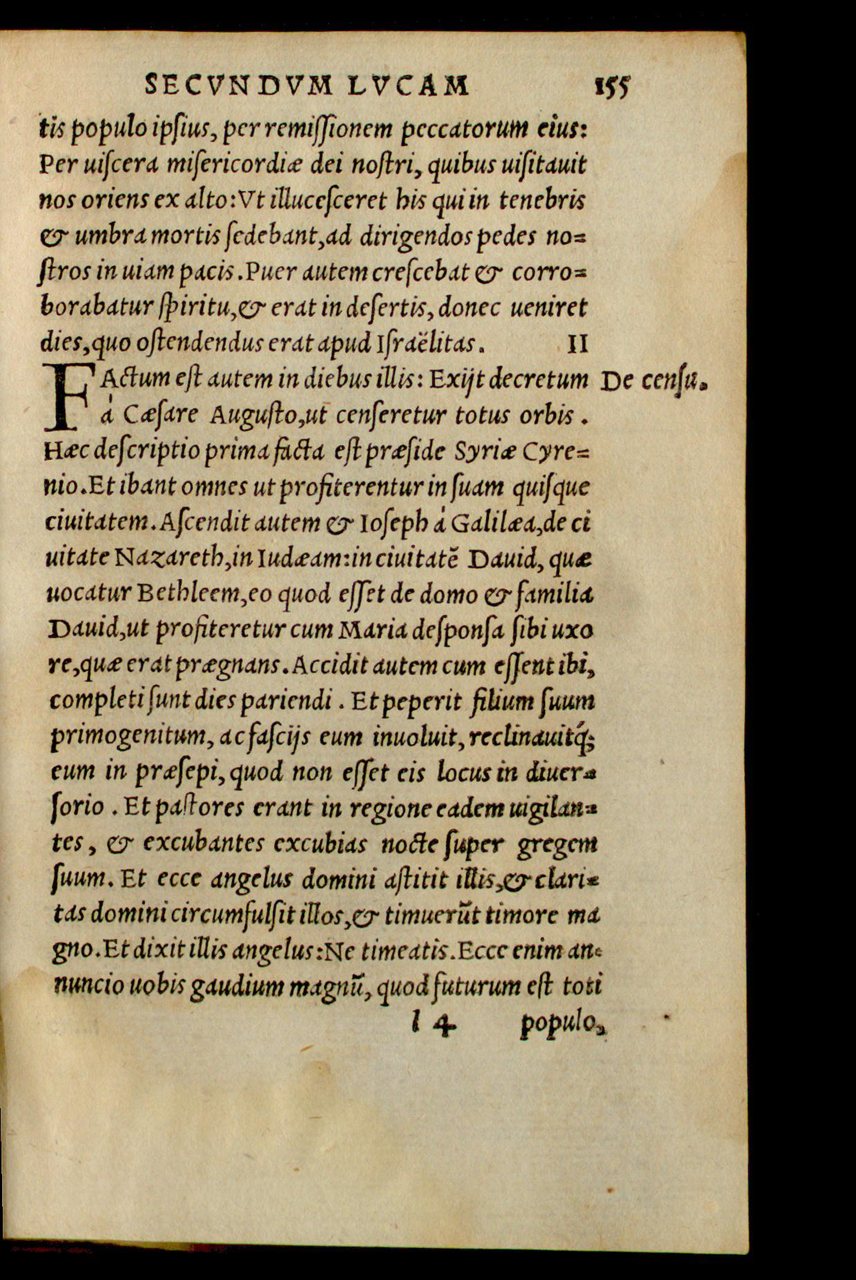 SECVNDVM LVCAM 155
tis populo ipſius, per remiſſionem peccatorum eius:
Per uiſcera miſericordiæ dei noſtri, quibus uiſitauit
nos oriens ex alto: Vt illuceſceret his qui in tenebris
& umbra mortis ſedebant, ad dirigendos pedes no=
ſtros in uiam pacis. Puer autem creſcebat & corro=
borabatur ſpiritu, & erat in deſertis, donec ueniret
dies, quo oſtendendus erat apud Iſraëlitas. II
FActum eſt autem in diebus illis: Exijt decretum De cenſu.
à Cæſare Auguſto, ut cenſeretur totus orbis.
Hæc deſcriptio prima facta eſt præſide Syriæ Cyre=
nio. Et ibant omnes ut profiterentur in ſuam quiſque
ciuitatem. Aſcendit autem & Ioſeph à Galilæa, de ci
uitate Nazareth, in Iudæam: in ciuitatē Dauid, quæ
uocatur Bethleem, eo quod eſſet de domo & familia
Dauid, ut profiteretur cum Maria deſponſa ſibi uxo
re, quæ erat prægnans. Accidit autem cum eſſent ibi,
completi ſunt dies pariendi. Et peperit filium ſuum
primogenitum, ac faſcijs eum inuoluit, reclinauitq́;
eum in præſepi, quod non eſſet eis locus in diuer=
ſorio. Et paſtores erant in regione eadem uigilan=
tes, & excubantes excubias nocte ſuper gregem
ſuum. Et ecce angelus domini aſtitit illis, & clari=
tas domini circumfulſit illos, & timuerūt timore ma
gno. Et dixit illis angelus: Ne timeatis. Ecce enim an=
nuncio uobis gaudium magnū, quod futurum eſt toti
l 4 populo,